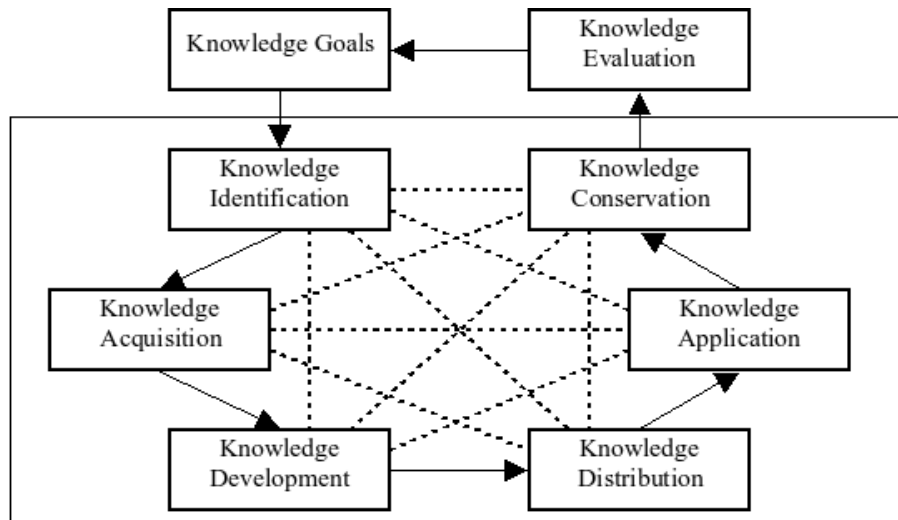 Knowledge Goals
Knowledge
Evaluation
Knowledge
Identification
Knowledge
Conservation
Knowledge
Acquisition
Knowledge
Application
Knowledge
Development
Knowledge
Distribution